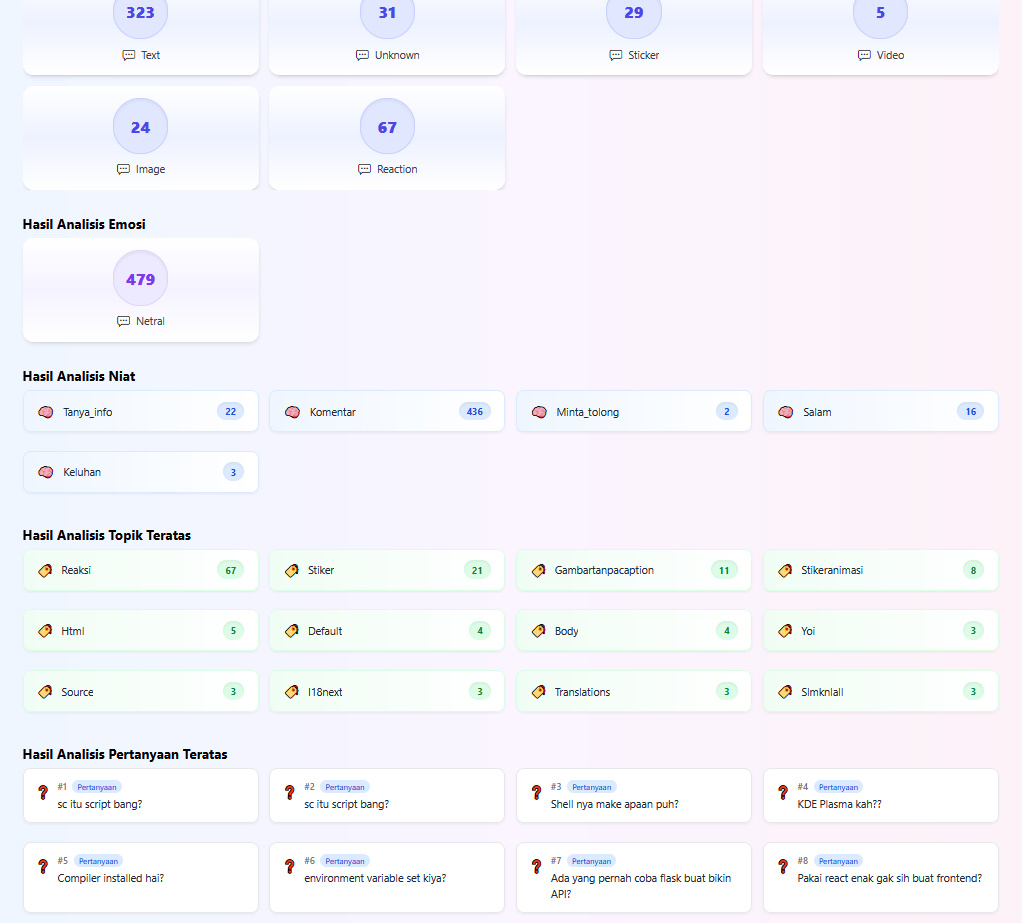 323 31 29 5
Text Unknown Sticker Video
24 67
Image Reaction
Hasil Analisis Emosi
479
Netral
Hasil Analisis Niat
Tanya_info 22 Komentar 436 Minta_tolong 2 Salam 16
Keluhan 3
Hasil Analisis Topik Teratas
Reaksi 67 Stiker 21 Gambartanpacaption 11 Stikeranimasi 8
Html 5 Default 4 Body 4 Yoi 3
Source 3 I18next 3 Translations 3 Slmknlall 3
Hasil Analisis Pertanyaan Teratas
#1 Pertanyaan #2 Pertanyaan #3 Pertanyaan #4 Pertanyaan
sc itu script bang? sc itu script bang? Shell nya make apaan puh? KDE Plasma kah??
#5 Pertanyaan #6 Pertanyaan #7 Pertanyaan #8 Pertanyaan
Compiler installed hai? environment variable set kiya? Ada yang pernah coba flask buat bikin Pakai react enak gak sih buat frontend?
API?